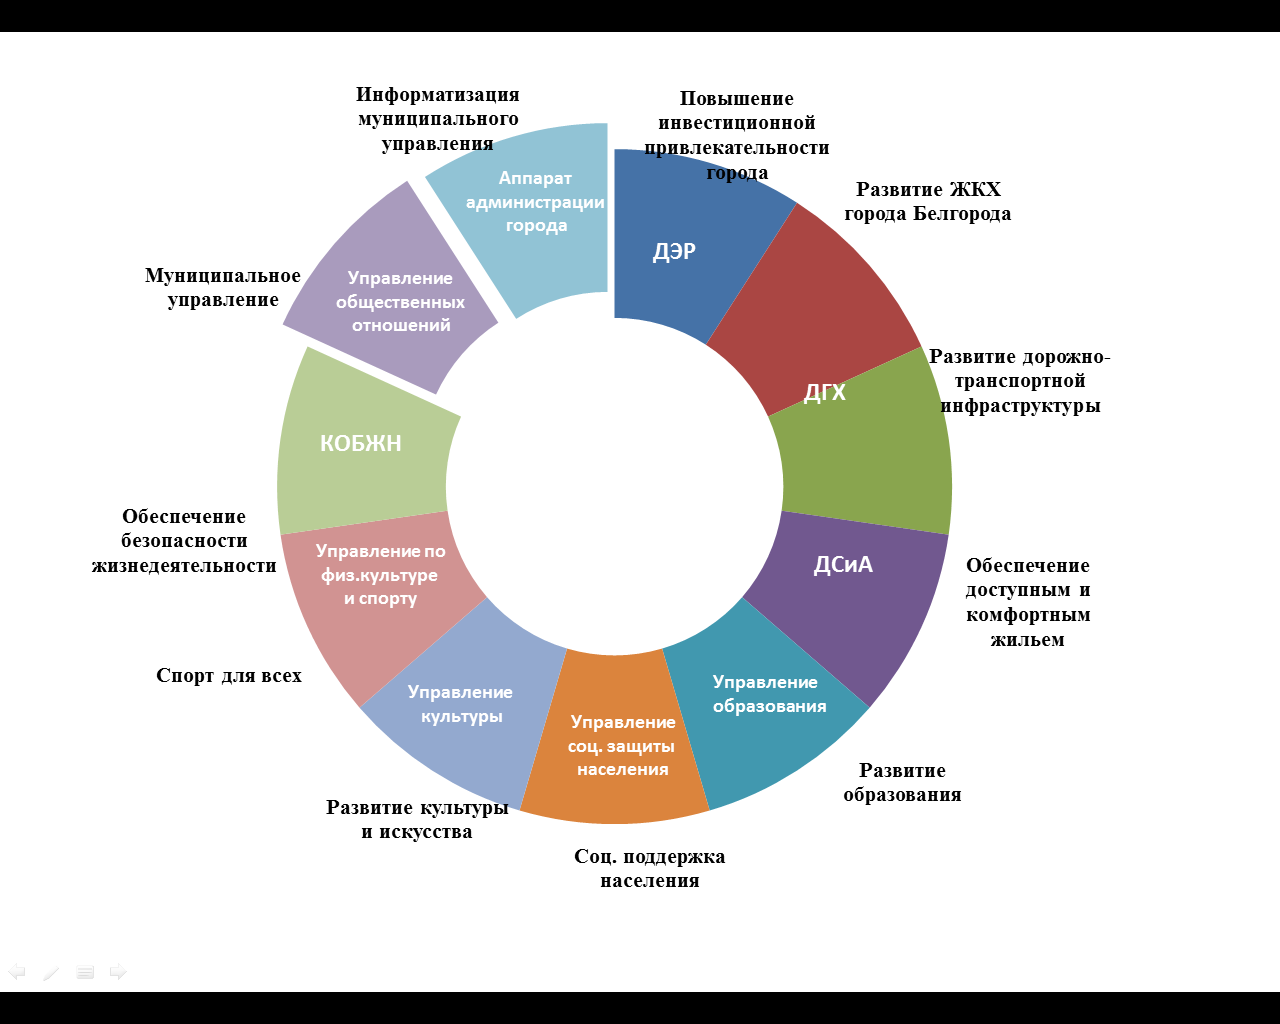 Информатизация
муниципального
управления
Повышение
инвестиционной
привлекательности
города
Аппарат
администрации
города
ДЭР
Развитие ЖКХ
города Белгорода
Муниципальное
управление
Управление
общественных
отношений
Развитие дорожно-
транспортной
инфраструктуры
ДГХ
КОБЖН
Обеспечение
безопасности
жизнедеятельности
Управление по
физ.культуре
и спорту
ДСиА
Обеспечение
доступным и
комфортным
жильем
Спорт для всех
Управление
культуры
Управление
соц. защиты
населения
Управление
образования
Развитие
образования
Развитие культуры
и искусства
Соц. поддержка
населения